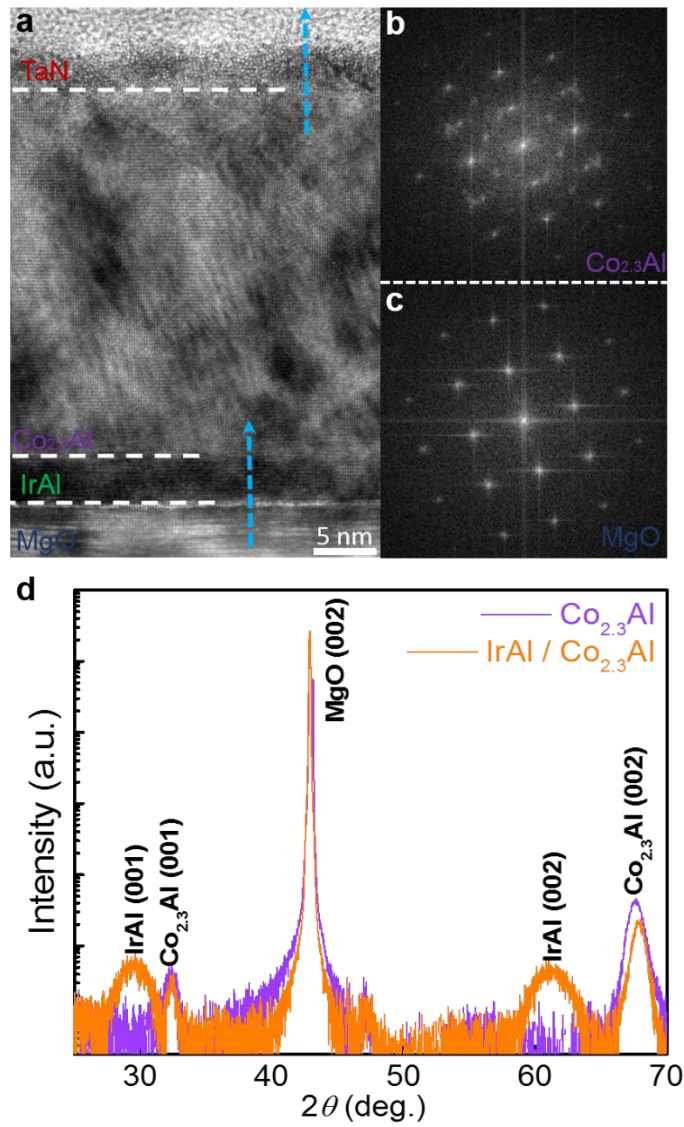 a
TaN
Co₂.₃Al
IrAl
MgO
5 nm
b
Co₂.₃Al
c
MgO
d
Co₂.₃Al
IrAl / Co₂.₃Al
MgO (002)
IrAl (001)
Co₂.₃Al (001)
IrAl (002)
Co₂.₃Al (002)
Intensity (a.u.)
30 40 50 60 70
2θ (deg.)